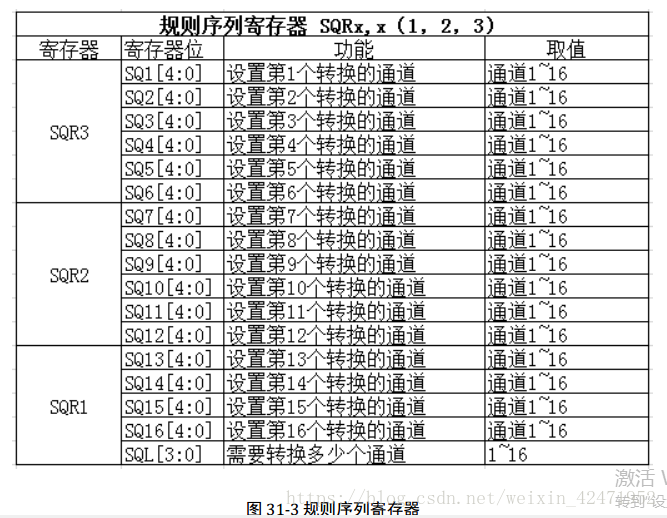 规则序列寄存器 SQRx,x（1，2，3）
寄存器 寄存器位 功能 取值
SQR3 SQ1[4:0] 设置第1个转换的通道 通道1~16
SQ2[4:0] 设置第2个转换的通道 通道1~16
SQ3[4:0] 设置第3个转换的通道 通道1~16
SQ4[4:0] 设置第4个转换的通道 通道1~16
SQ5[4:0] 设置第5个转换的通道 通道1~16
SQ6[4:0] 设置第6个转换的通道 通道1~16
SQR2 SQ7[4:0] 设置第7个转换的通道 通道1~16
SQ8[4:0] 设置第8个转换的通道 通道1~16
SQ9[4:0] 设置第9个转换的通道 通道1~16
SQ10[4:0] 设置第10个转换的通道 通道1~16
SQ11[4:0] 设置第11个转换的通道 通道1~16
SQ12[4:0] 设置第12个转换的通道 通道1~16
SQR1 SQ13[4:0] 设置第13个转换的通道 通道1~16
SQ14[4:0] 设置第14个转换的通道 通道1~16
SQ15[4:0] 设置第15个转换的通道 通道1~16
SQ16[4:0] 设置第16个转换的通道 通道1~16
SQL[3:0] 需要转换多少个通道 1~16
激活 W
转到"设
图 31-3 规则序列寄存器